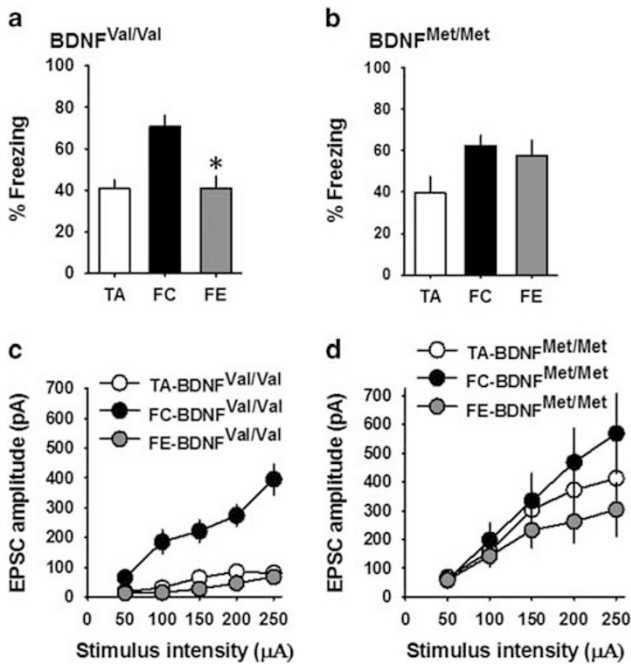 a
BDNF^Val/Val
% Freezing
100
80
60
40
20
0
*
TA FC FE
b
BDNF^Met/Met
% Freezing
100
80
60
40
20
0
TA FC FE
c
TA-BDNF^Val/Val
FC-BDNF^Val/Val
FE-BDNF^Val/Val
EPSC amplitude (pA)
700
600
500
400
300
200
100
0
0 50 100 150 200 250
Stimulus intensity (µA)
d
TA-BDNF^Met/Met
FC-BDNF^Met/Met
FE-BDNF^Met/Met
EPSC amplitude (pA)
700
600
500
400
300
200
100
0
0 50 100 150 200 250
Stimulus intensity (µA)